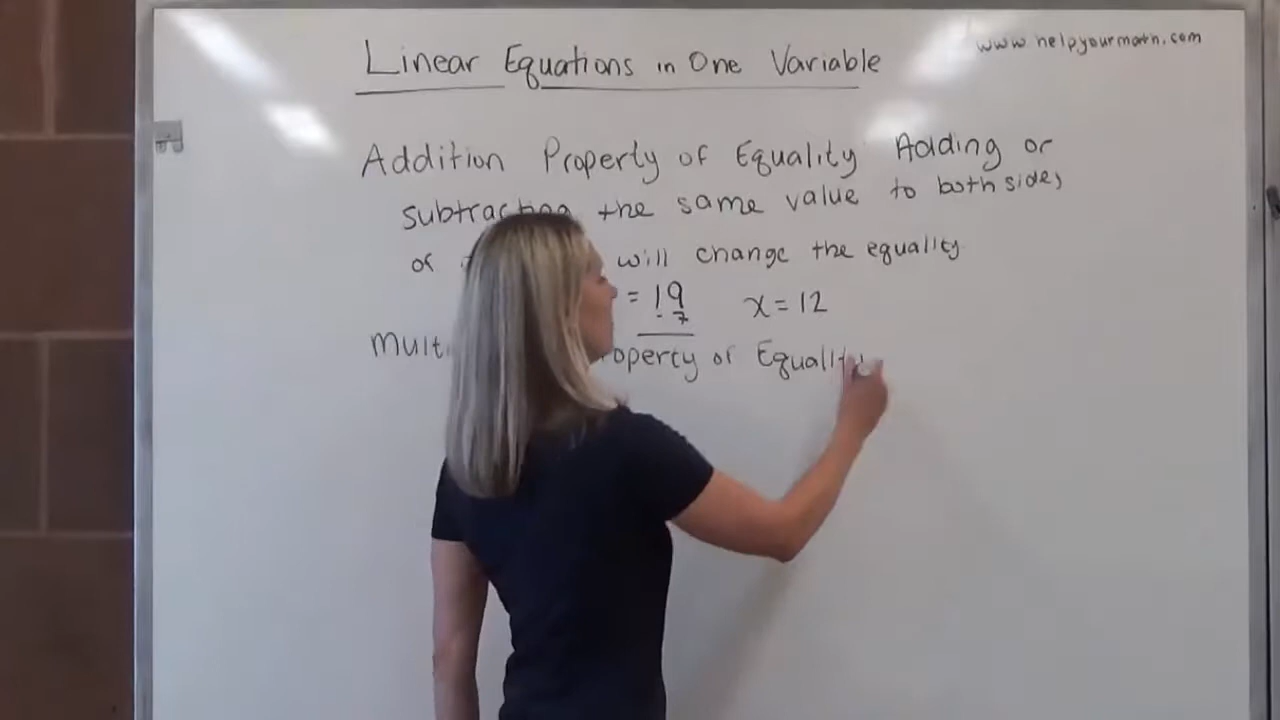 www.helpyourmath.com
Linear Equations in One Variable
Addition Property of Equality Adding or
subtracting the same value to both sides
of will change the equality
= 19 x = 12
- 7
Property of Equality